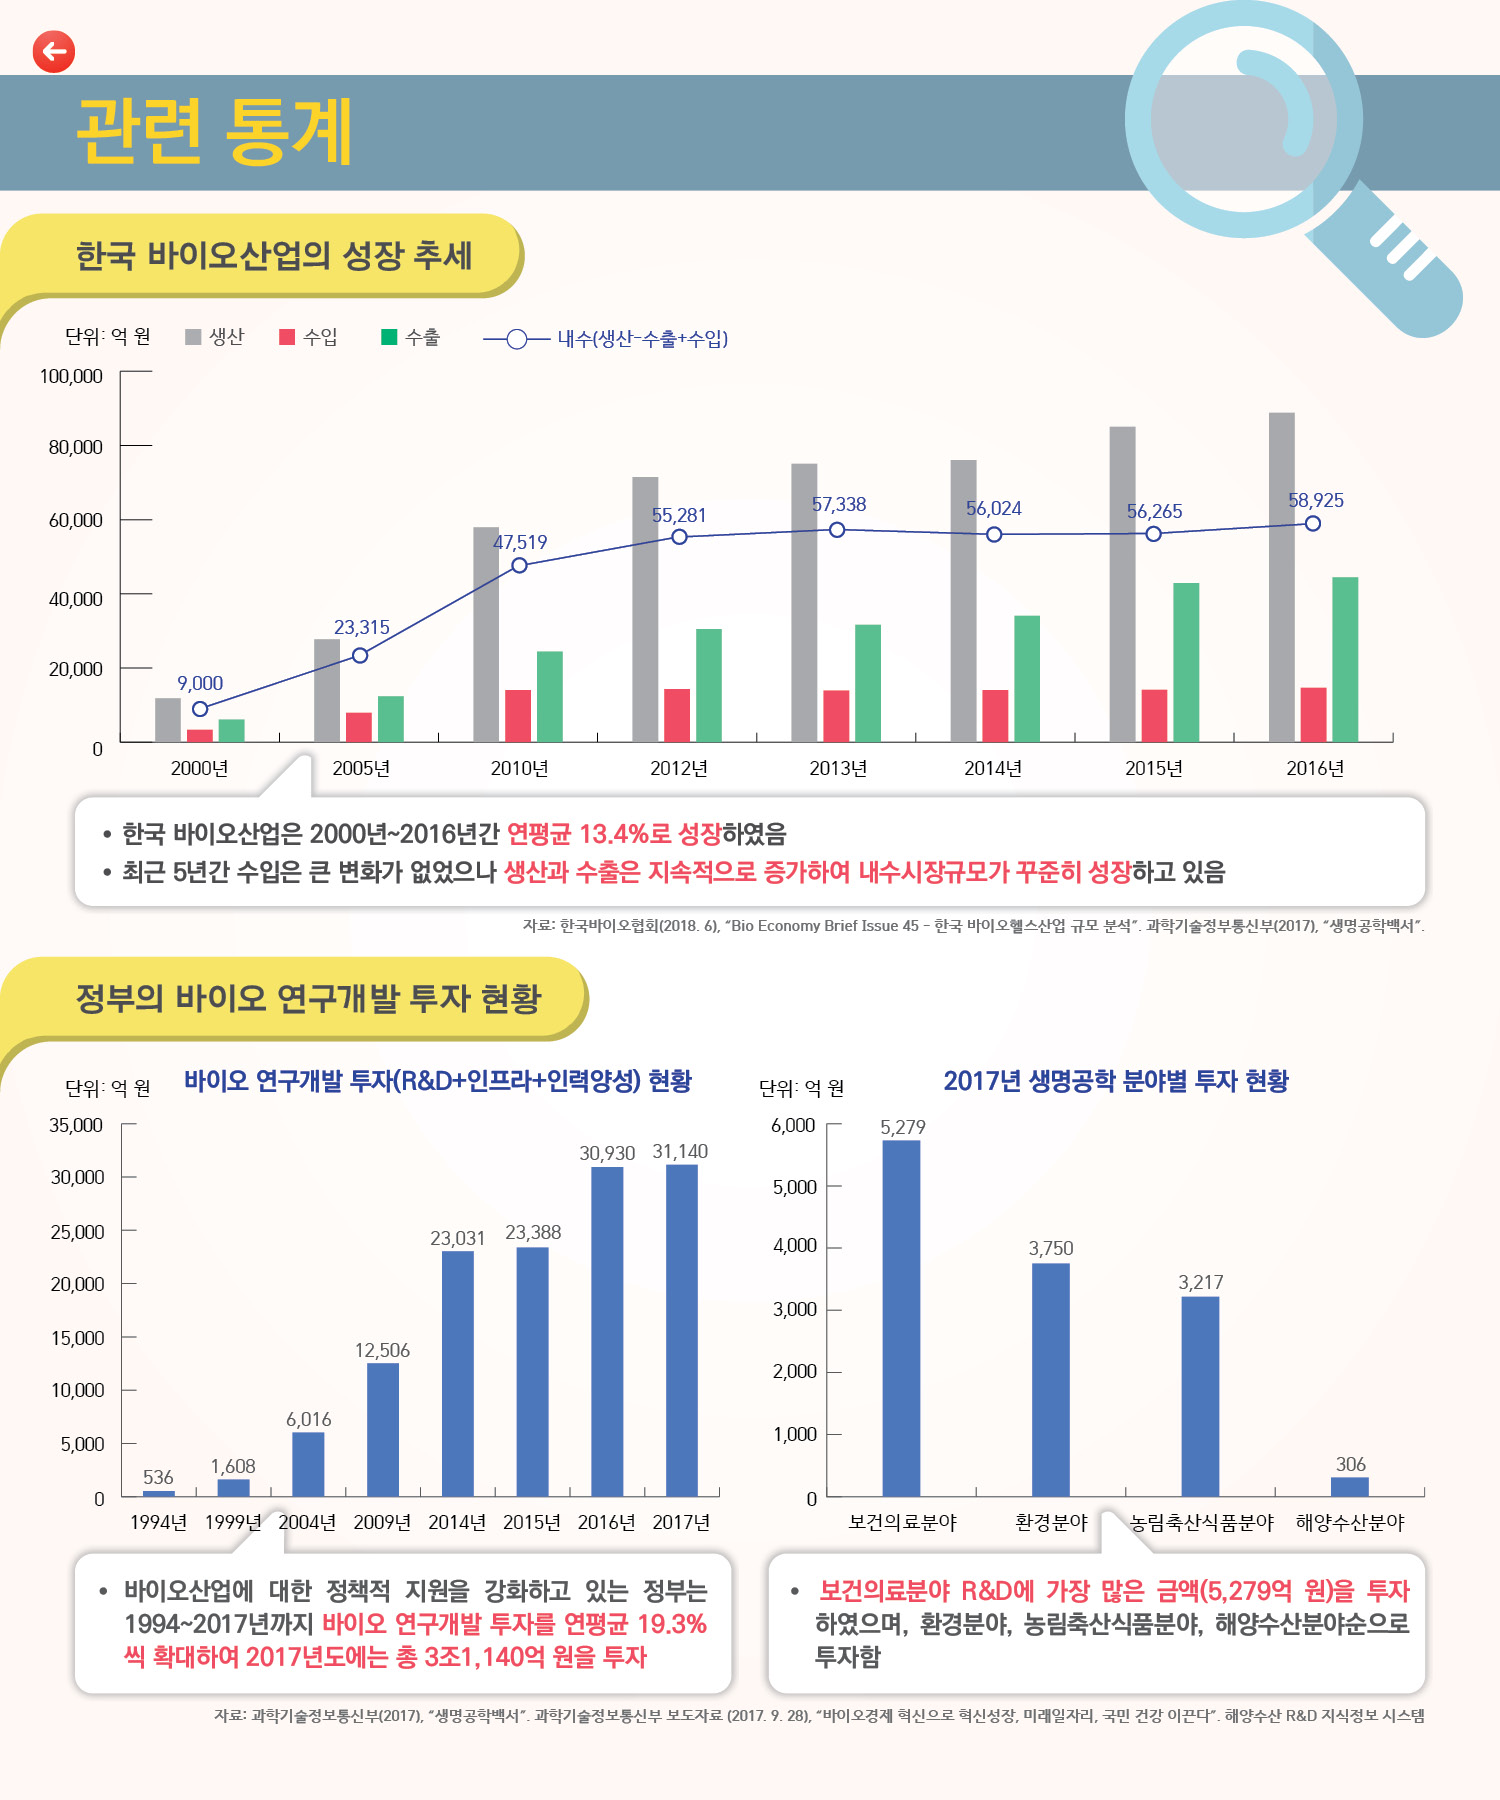 관련 통계
한국 바이오산업의 성장 추세
단위: 억 원 생산 수입 수출 내수(생산-수출+수입)
100,000
80,000
60,000
40,000
20,000
0
9,000
23,315
47,519
55,281
57,338
56,024
56,265
58,925
2000년 2005년 2010년 2012년 2013년 2014년 2015년 2016년
• 한국 바이오산업은 2000년~2016년간 연평균 13.4%로 성장하였음
• 최근 5년간 수입은 큰 변화가 없었으나 생산과 수출은 지속적으로 증가하여 내수시장규모가 꾸준히 성장하고 있음
자료: 한국바이오협회(2018. 6), “Bio Economy Brief Issue 45 - 한국 바이오헬스산업 규모 분석”. 과학기술정부통신부(2017), “생명공학백서”.
정부의 바이오 연구개발 투자 현황
단위: 억 원 바이오 연구개발 투자(R&D+인프라+인력양성) 현황
35,000
30,000
25,000
20,000
15,000
10,000
5,000
0
536
1,608
6,016
12,506
23,031
23,388
30,930
31,140
1994년 1999년 2004년 2009년 2014년 2015년 2016년 2017년
• 바이오산업에 대한 정책적 지원을 강화하고 있는 정부는
1994~2017년까지 바이오 연구개발 투자를 연평균 19.3%
씩 확대하여 2017년도에는 총 3조1,140억 원을 투자
단위: 억 원 2017년 생명공학 분야별 투자 현황
6,000
5,000
4,000
3,000
2,000
1,000
0
5,279
3,750
3,217
306
보건의료분야 환경분야 농림축산식품분야 해양수산분야
• 보건의료분야 R&D에 가장 많은 금액(5,279억 원)을 투자
하였으며, 환경분야, 농림축산식품분야, 해양수산분야순으로
투자함
자료: 과학기술정보통신부(2017), “생명공학백서”. 과학기술정보통신부 보도자료 (2017. 9. 28), “바이오경제 혁신으로 혁신성장, 미래일자리, 국민 건강 이끈다”. 해양수산 R&D 지식정보 시스템